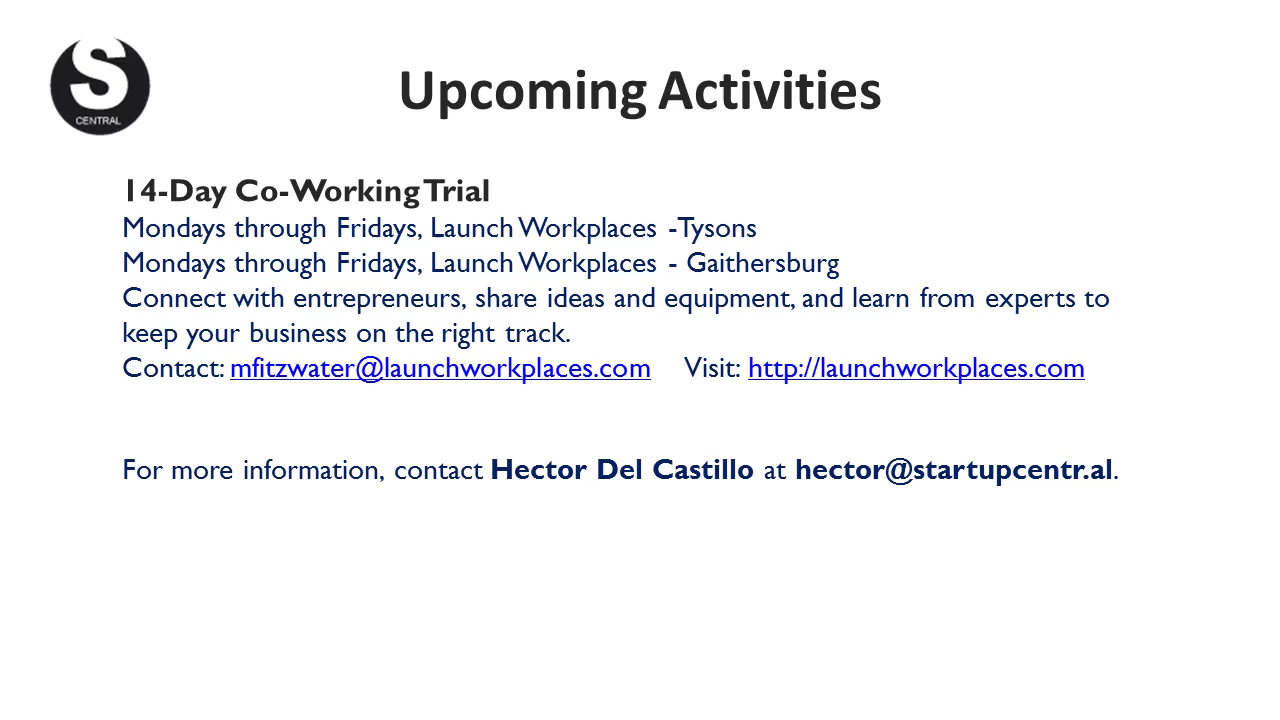 S
CENTRAL
Upcoming Activities
14-Day Co-Working Trial
Mondays through Fridays, Launch Workplaces -Tysons
Mondays through Fridays, Launch Workplaces - Gaithersburg
Connect with entrepreneurs, share ideas and equipment, and learn from experts to
keep your business on the right track.
Contact: mfitzwater@launchworkplaces.com Visit: http://launchworkplaces.com
For more information, contact Hector Del Castillo at hector@startupcentr.al.